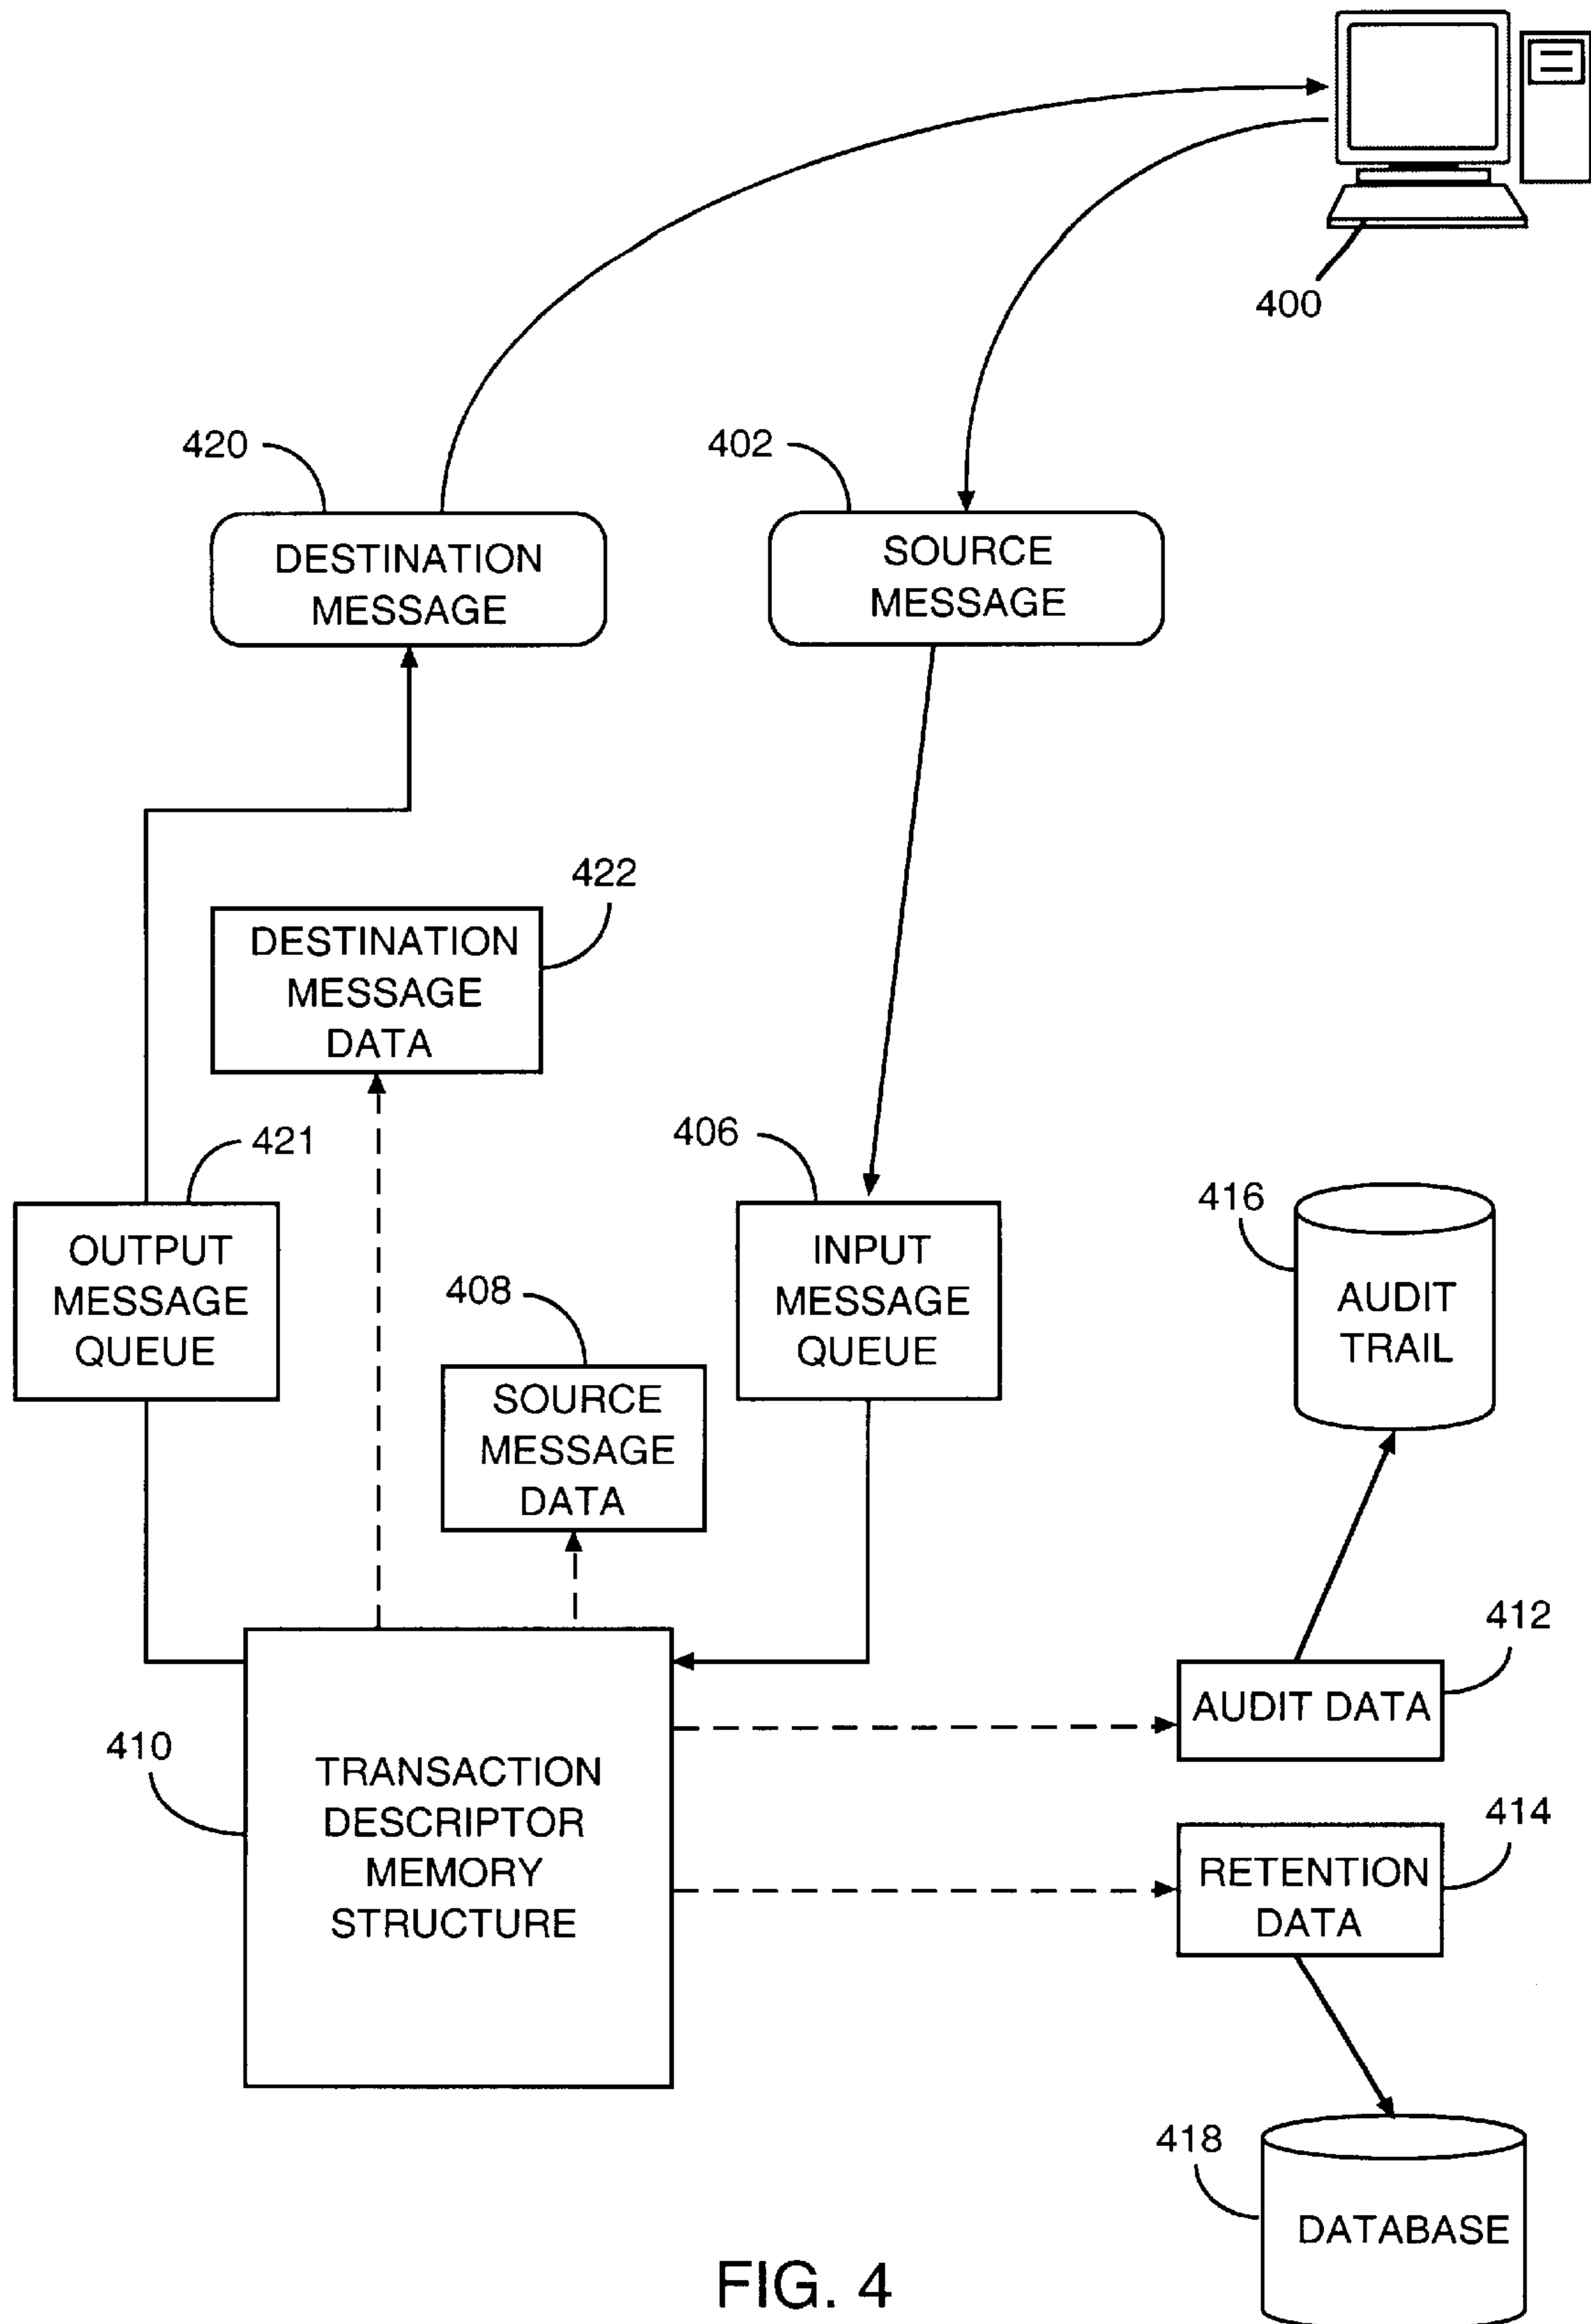 400
420
402
DESTINATION
MESSAGE
SOURCE
MESSAGE
422
DESTINATION
MESSAGE
DATA
421
406
416
OUTPUT
MESSAGE
QUEUE
INPUT
MESSAGE
QUEUE
AUDIT
TRAIL
408
SOURCE
MESSAGE
DATA
412
AUDIT DATA
410
TRANSACTION
DESCRIPTOR
MEMORY
STRUCTURE
414
RETENTION
DATA
418
DATABASE
FIG. 4